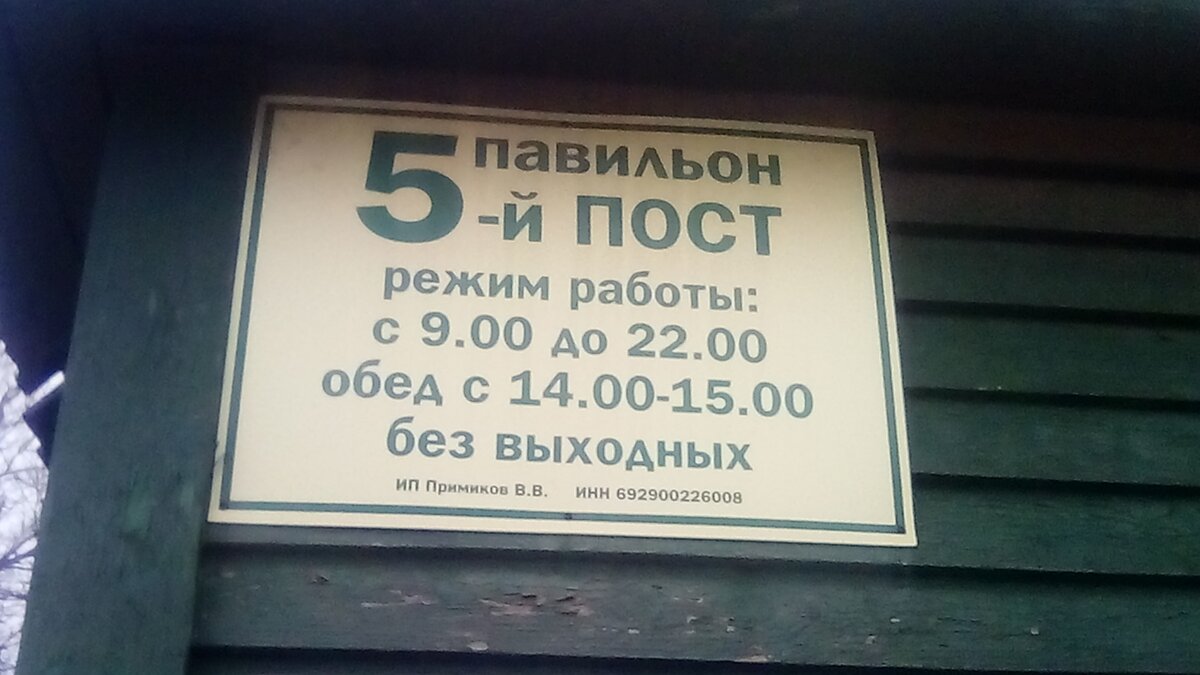 5 павильон
-й ПОСТ
режим работы:
с 9.00 до 22.00
обед с 14.00-15.00
без выходных
ИП Примиков В.В. ИНН 692900226008